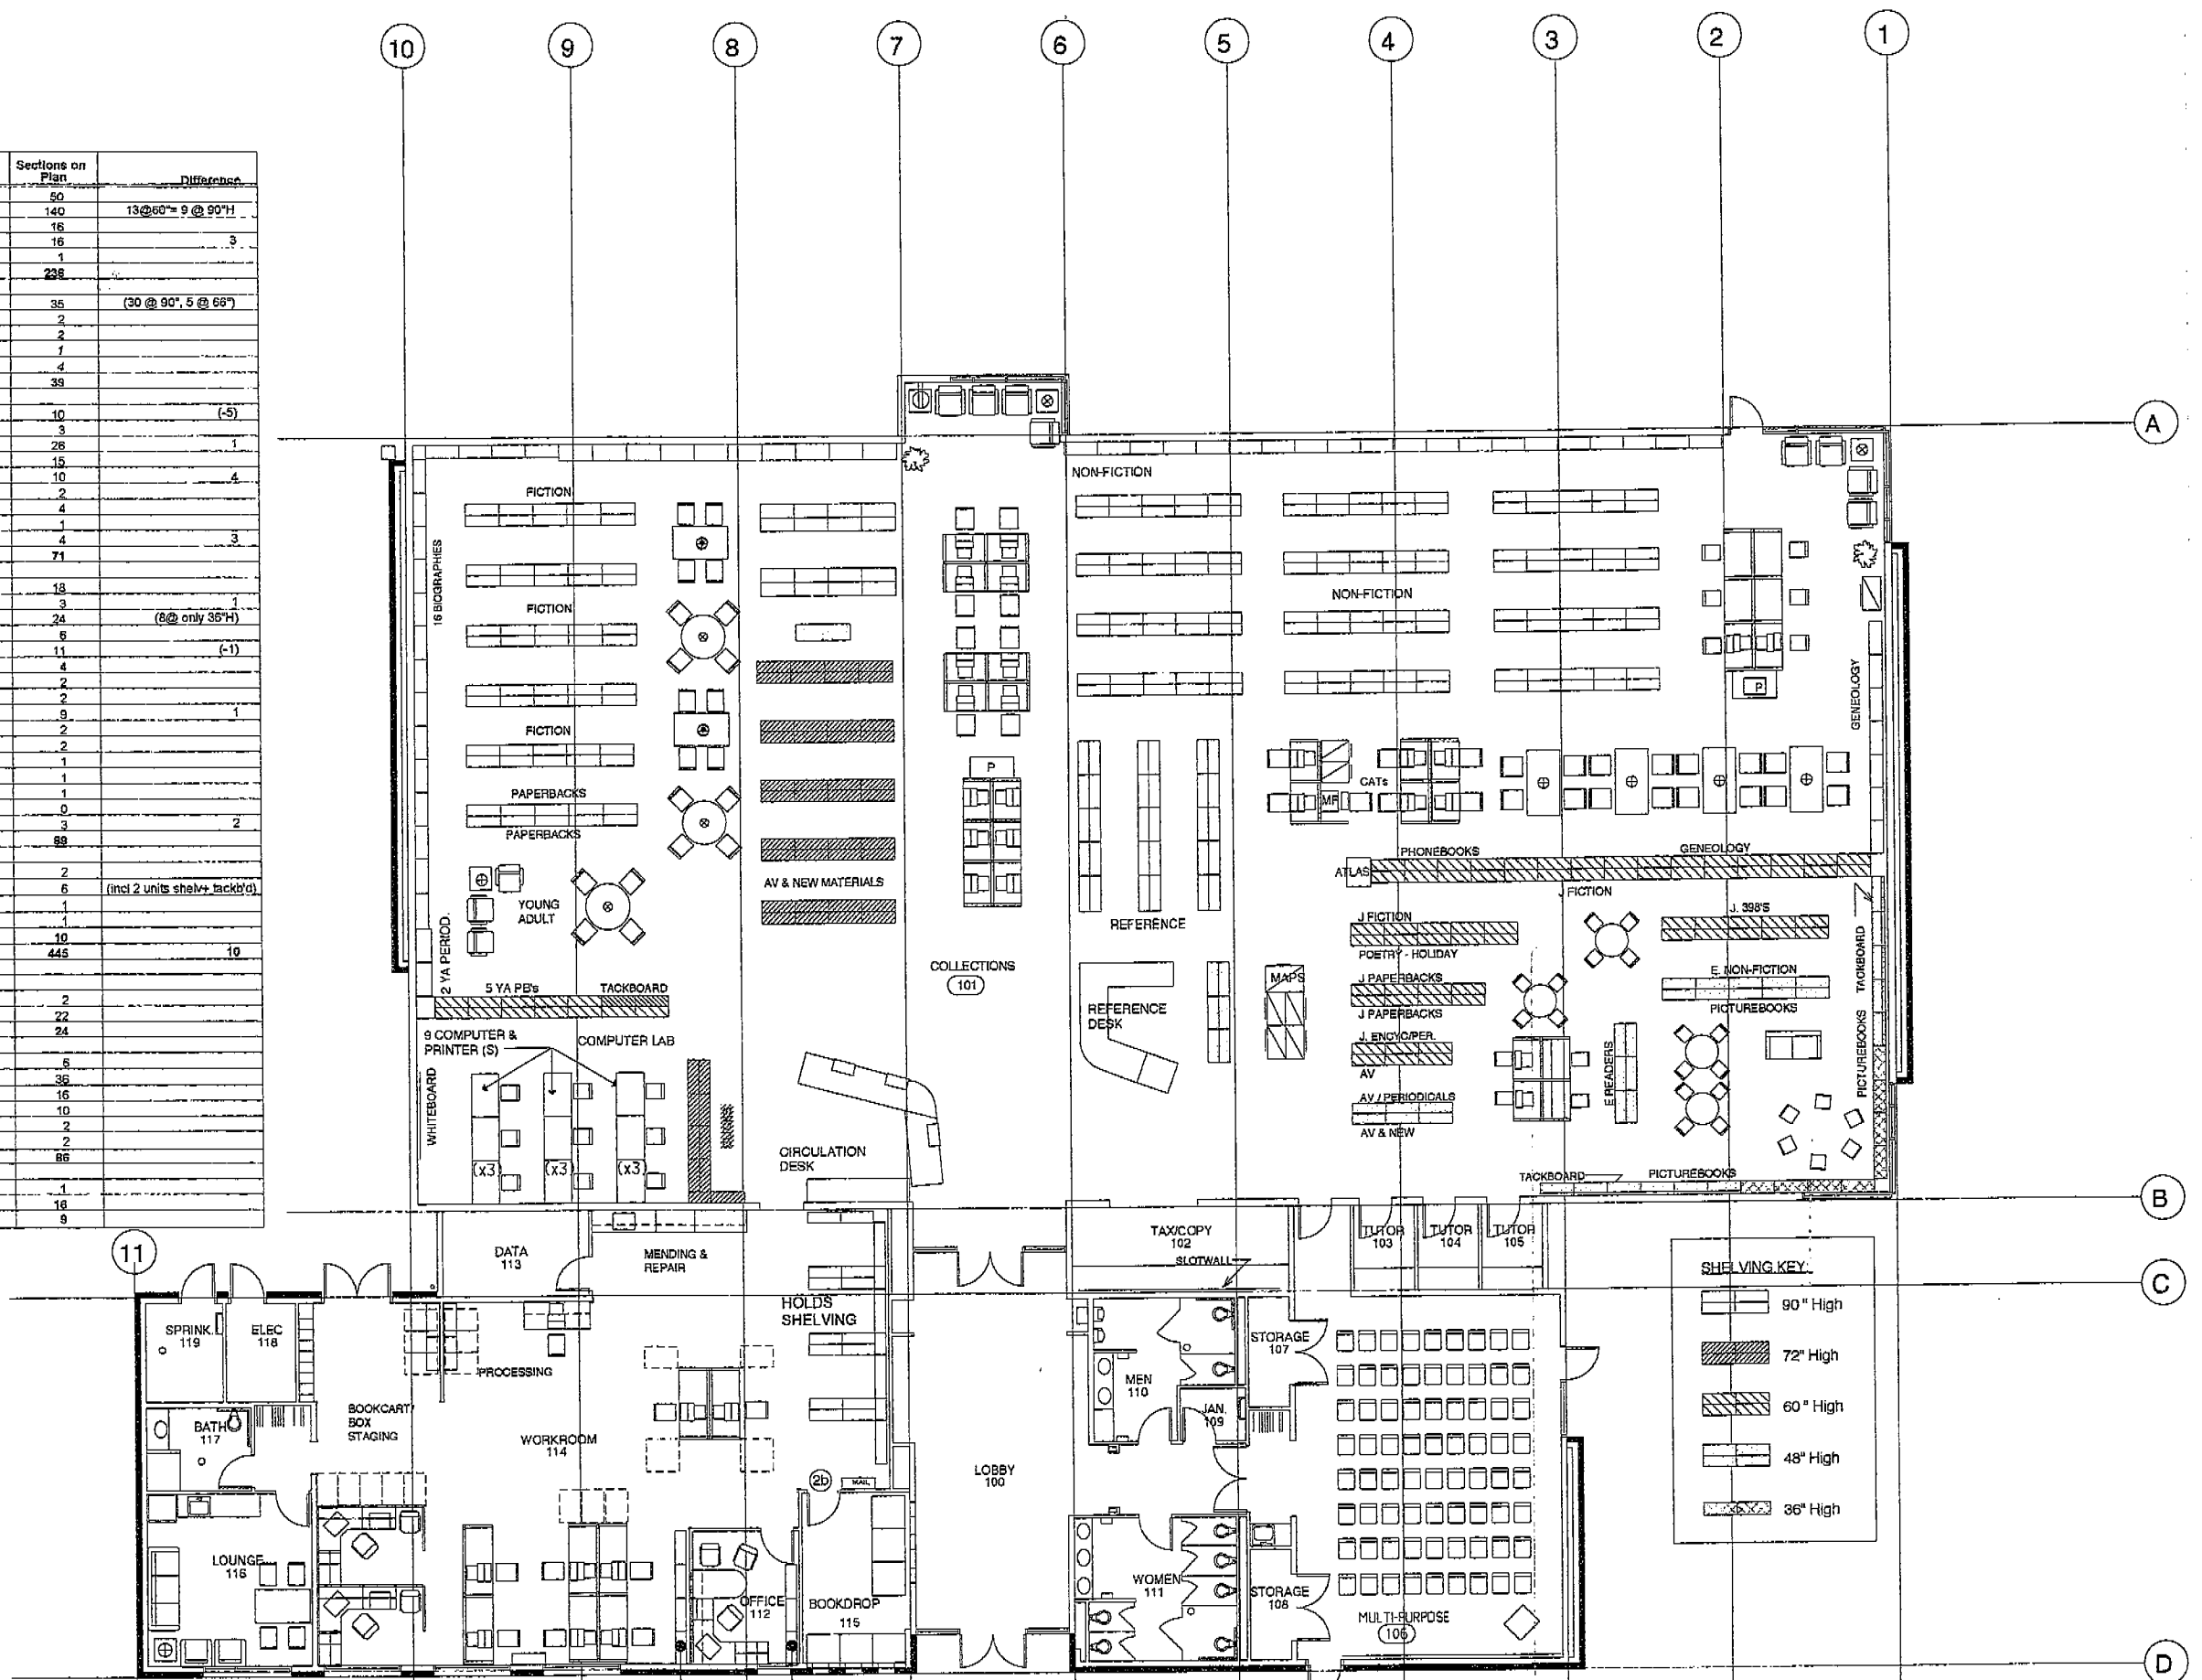 10
9
8
7
6
5
4
3
2
1
Sections on
Plan
Difference
50
140 13@60"= 9 @ 90"H
16
16 3
1
236
35 (30 @ 90", 5 @ 66")
2
2
1
4
39
10 (-5)
3
26 1
15
10 4
2
4
1
4 3
71
18
3 1
24 (8@ only 36"H)
6
11 (-1)
4
2
2
9 1
2
2
1
1
1
0
3 2
88
2
6 (incl 2 units shelv+ tackb'd)
1
1
10
445 10
2
22
24
6
36
16
10
2
2
86
1
16
9
A
NON-FICTION
FICTION
16 BIOGRAPHIES
FICTION
NON-FICTION
GENEOLOGY
P
FICTION
P
CATs
MF
PAPERBACKS
PAPERBACKS
PHONEBOOKS
GENEOLOGY
ATLAS
J FICTION
AV & NEW MATERIALS
YOUNG
ADULT
2 YA PERIOD.
REFERENCE
J FICTION
J. 398'S
POETRY - HOLIDAY
TACKBOARD
COLLECTIONS
101
MAPS
J PAPERBACKS
E. NON-FICTION
5 YA PB's
TACKBOARD
J PAPERBACKS
PICTUREBOOKS
REFERENCE
DESK
PICTUREBOOKS
9 COMPUTER &
PRINTER (S)
COMPUTER LAB
J. ENCYC/PER.
AV
E READERS
WHITEBOARD
AV / PERIODICALS
AV & NEW
CIRCULATION
DESK
(x3)
(x3)
(x3)
TACKBOARD
PICTUREBOOKS
B
11
DATA
113
MENDING &
REPAIR
TAX/COPY
102
SLOTWALL
TUTOR
103
TUTOR
104
TUTOR
105
SHELVING KEY:
C
90" High
72" High
60" High
48" High
36" High
HOLDS
SHELVING
SPRINK.
119
ELEC
118
PROCESSING
STORAGE
107
MEN
110
JAN.
109
BOOKCART/
BOX
STAGING
BATH
117
WORKROOM
114
LOBBY
100
2b
MAIL
LOUNGE
116
OFFICE
112
BOOKDROP
115
WOMEN
111
STORAGE
108
MULTI-PURPOSE
106
D